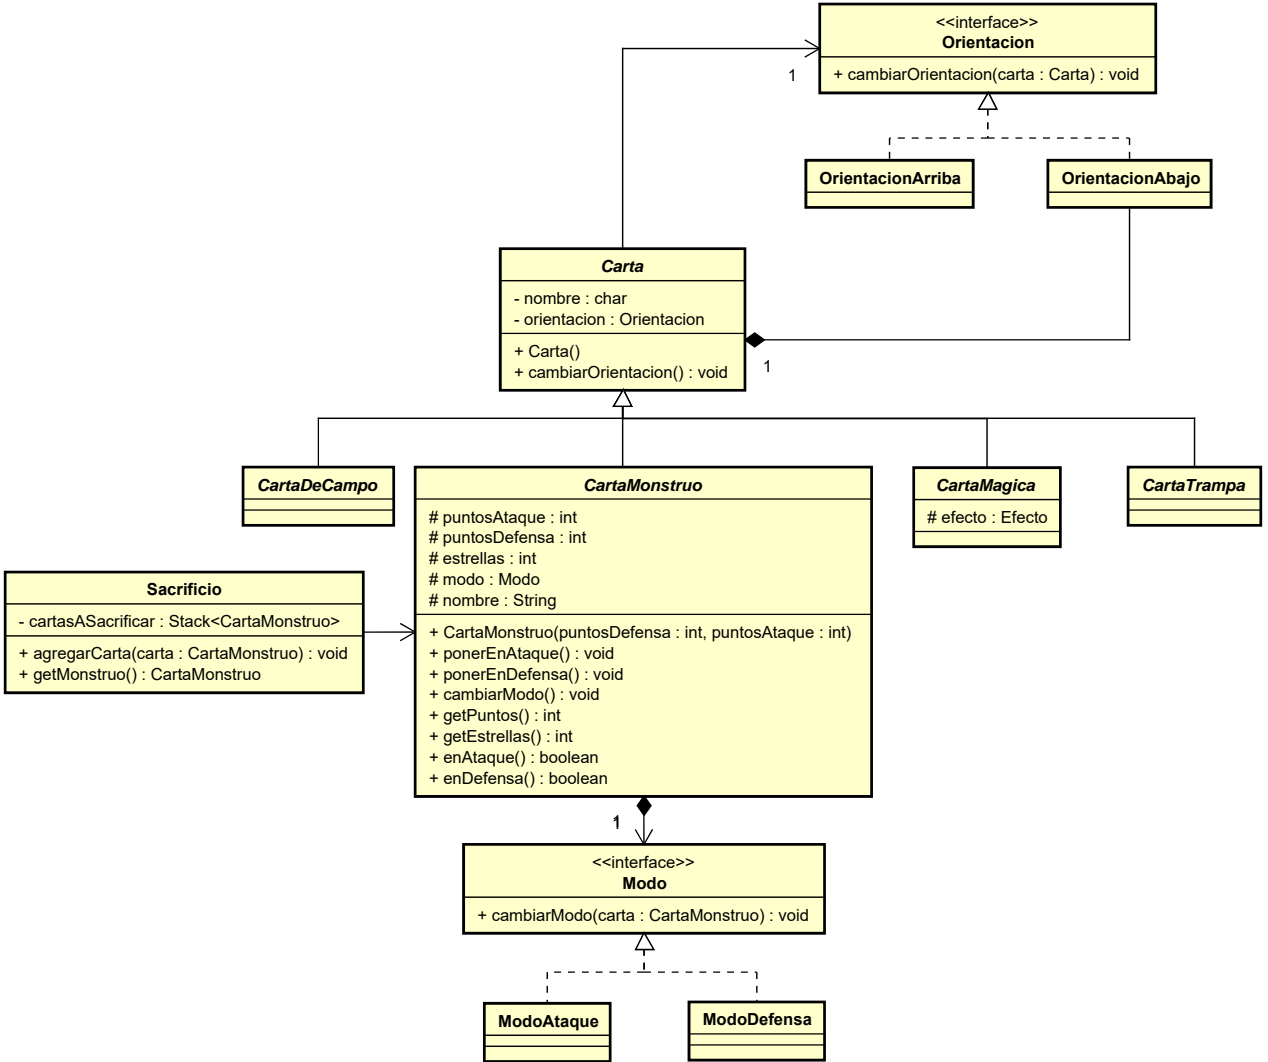 <<interface>>
Orientacion
+ cambiarOrientacion(carta : Carta) : void
1
OrientacionArriba
OrientacionAbajo
Carta
- nombre : char
- orientacion : Orientacion
+ Carta()
+ cambiarOrientacion() : void
1
CartaDeCampo
CartaMonstruo
# puntosAtaque : int
# puntosDefensa : int
# estrellas : int
# modo : Modo
# nombre : String
+ CartaMonstruo(puntosDefensa : int, puntosAtaque : int)
+ ponerEnAtaque() : void
+ ponerEnDefensa() : void
+ cambiarModo() : void
+ getPuntos() : int
+ getEstrellas() : int
+ enAtaque() : boolean
+ enDefensa() : boolean
CartaMagica
# efecto : Efecto
CartaTrampa
Sacrificio
- cartasASacrificar : Stack<CartaMonstruo>
+ agregarCarta(carta : CartaMonstruo) : void
+ getMonstruo() : CartaMonstruo
1
<<interface>>
Modo
+ cambiarModo(carta : CartaMonstruo) : void
ModoAtaque
ModoDefensa